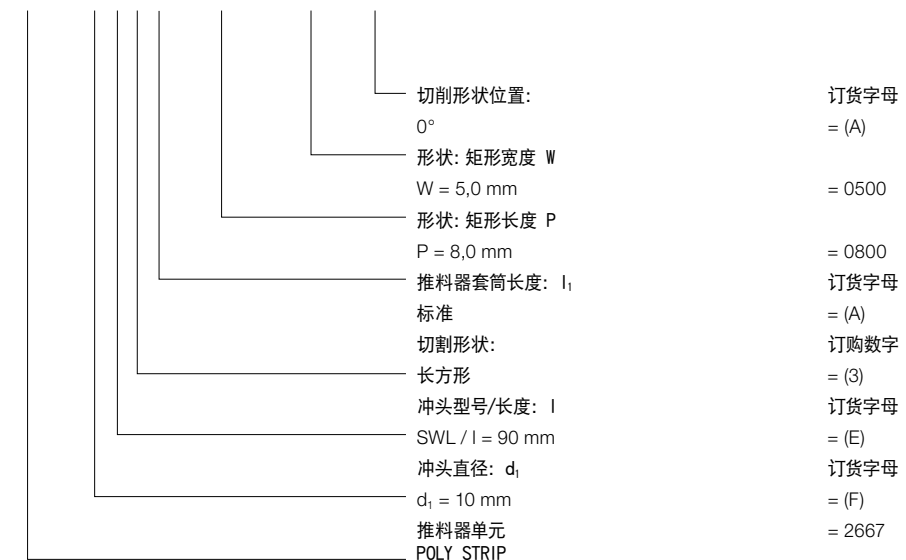 切削形状位置: 订货字母
0° = (A)
形状: 矩形宽度 W
W = 5,0 mm = 0500
形状: 矩形长度 P
P = 8,0 mm = 0800
推料器套筒长度: l₁ 订货字母
标准 = (A)
切割形状: 订购数字
长方形 = (3)
冲头型号/长度: l 订货字母
SWL / l = 90 mm = (E)
冲头直径: d₁ 订货字母
d₁ = 10 mm = (F)
推料器单元 = 2667
POLY STRIP